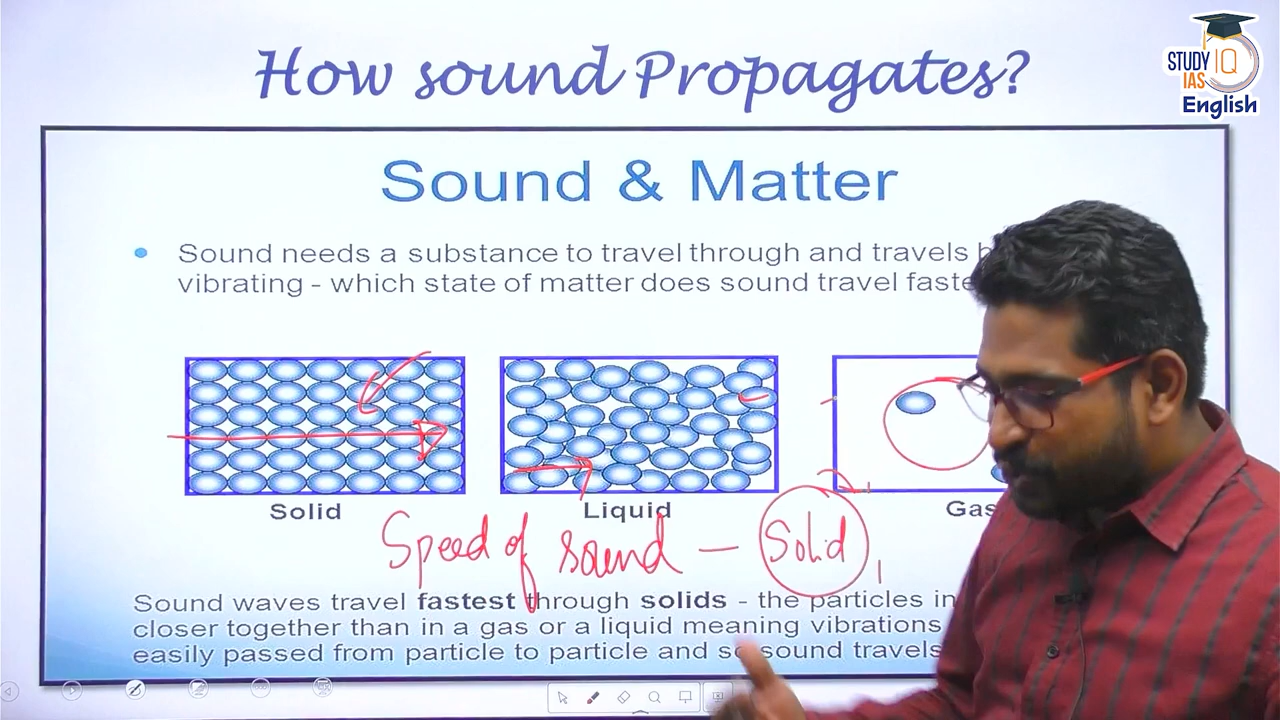 How sound Propagates?
STUDY IQ
IAS
English
Sound & Matter
• Sound needs a substance to travel through and travels
vibrating - which state of matter does sound travel
Solid
Liquid
Gas
Speed of sound – Solid
Sound waves travel fastest through solids - the particles in
closer together than in a gas or a liquid meaning vibrations
easily passed from particle to particle and so sound travels